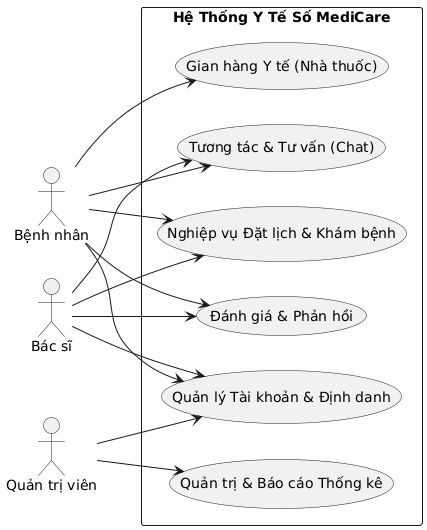 Hệ Thống Y Tế Số MediCare
Gian hàng Y tế (Nhà thuốc)
Tương tác & Tư vấn (Chat)
Bệnh nhân
Nghiệp vụ Đặt lịch & Khám bệnh
Đánh giá & Phản hồi
Bác sĩ
Quản lý Tài khoản & Định danh
Quản trị viên
Quản trị & Báo cáo Thống kê